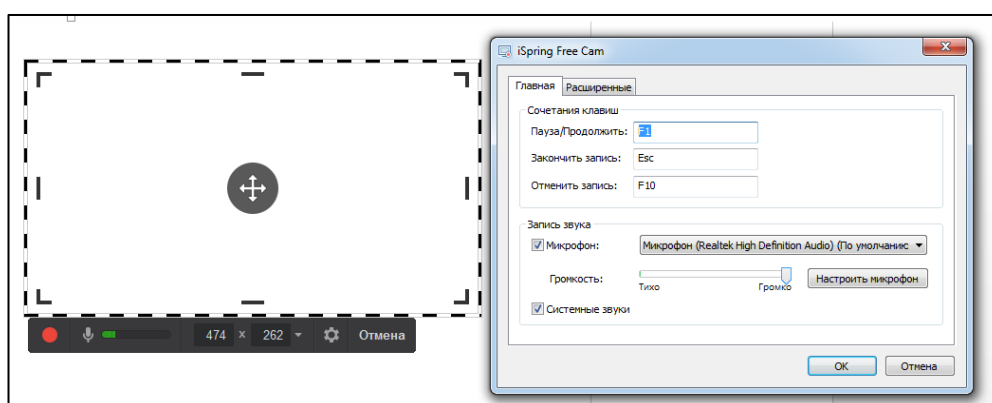 iSpring Free Cam
Главная Расширенные
Сочетания клавиш
Пауза/Продолжить: F1
Закончить запись: Esc
Отменить запись: F10
Запись звука
Микрофон: Микрофон (Realtek High Definition Audio) (По умолчанис
Громкость: Тихо Громко Настроить микрофон
Системные звуки
474 x 262 Отмена
OK Отмена